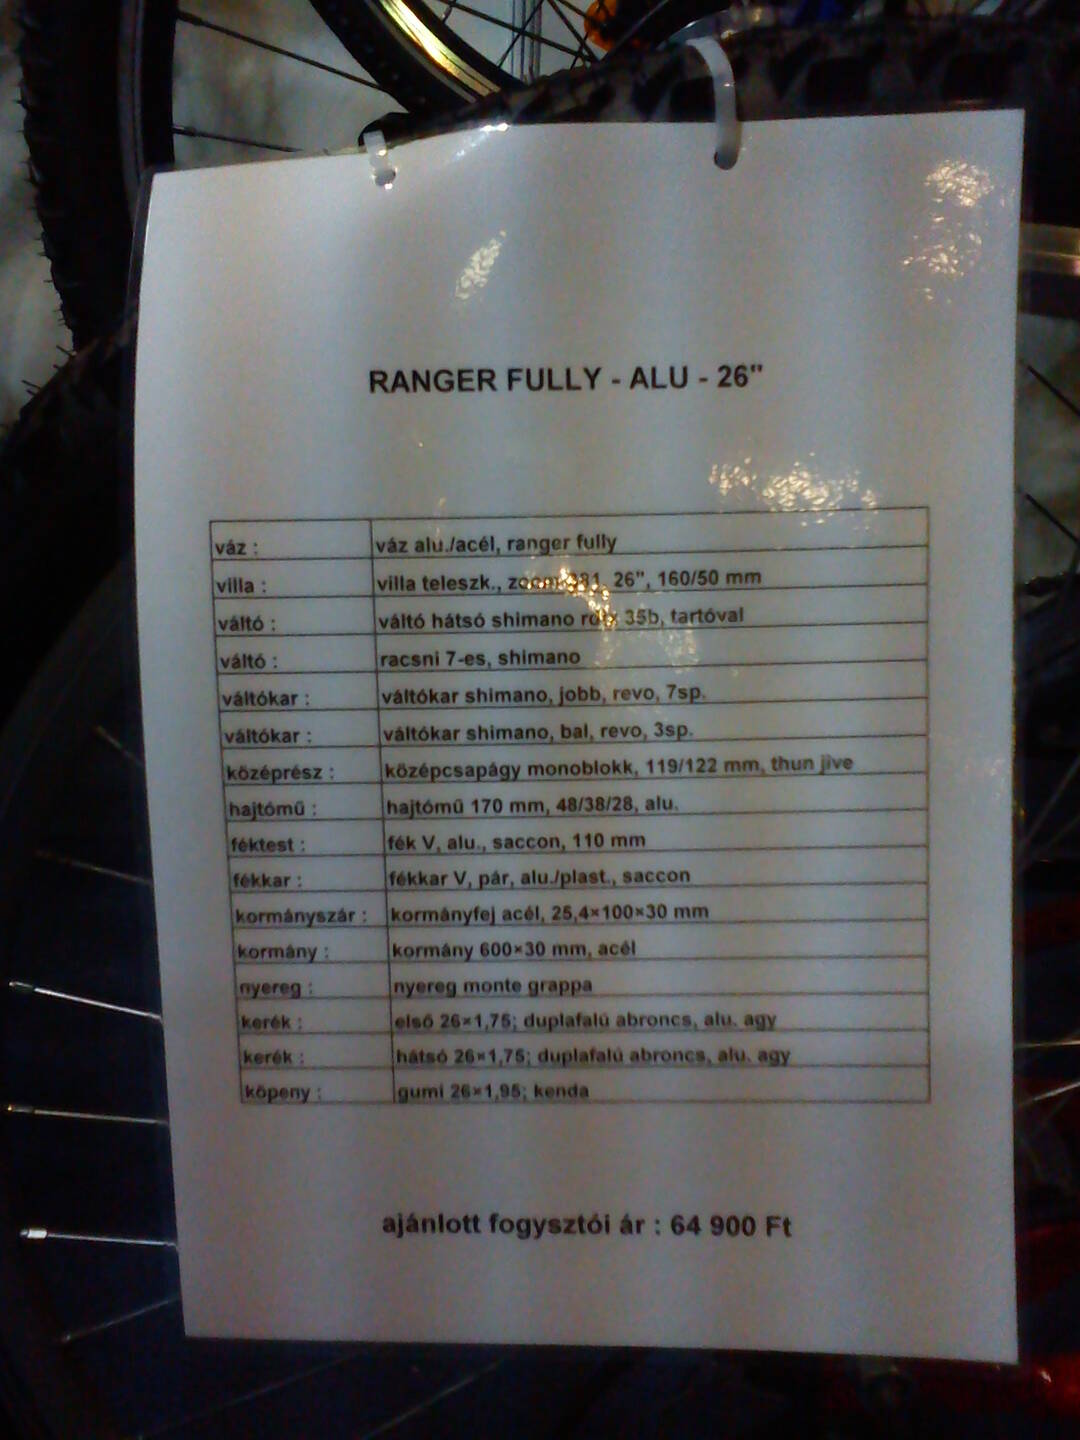 RANGER FULLY - ALU - 26"
váz : váz alu./acél, ranger fully
villa : villa teleszk., zoom 381, 26", 160/50 mm
váltó : váltó hátsó shimano 35b, tartóval
váltó : racsni 7-es, shimano
váltókar : váltókar shimano, jobb, revo, 7sp.
váltókar : váltókar shimano, bal, revo, 3sp.
középrész : középcsapágy monoblokk, 119/122 mm, thun jive
hajtómű : hajtómű 170 mm, 48/38/28, alu.
féktest : fék V, alu., saccon, 110 mm
fékkar : fékkar V, pár, alu./plast., saccon
kormányszár : kormányfej acél, 25,4×100×30 mm
kormány : kormány 600×30 mm, acél
nyereg : nyereg monte grappa
kerék : első 26×1,75; duplafalú abroncs, alu. agy
kerék : hátsó 26×1,75; duplafalú abroncs, alu. agy
köpeny : gumi 26×1,95; kenda
ajánlott fogysztói ár : 64 900 Ft